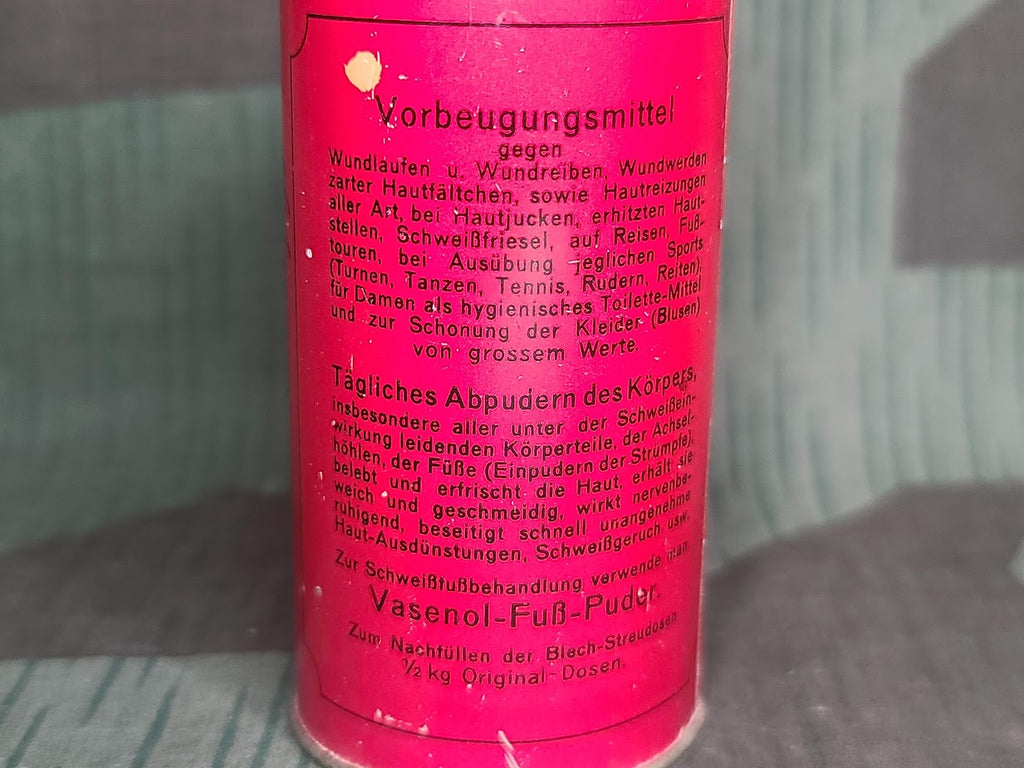 Vorbeugungsmittel
gegen
Wundlaufen u. Wundreiben, Wundwerden
zarter Hautfältchen, sowie Hautreizungen
aller Art, bei Hautjucken, erhitzten Haut-
stellen, Schweißfriesel, auf Reisen, Fuß-
touren, bei Ausübung jeglichen Sports
(Turnen, Tanzen, Tennis, Rudern, Reiten),
für Damen als hygienisches Toilette-Mittel
und zur Schonung der Kleider (Blusen)
von grossem Werte.
Tägliches Abpudern des Körpers,
insbesondere aller unter der Schweißein-
wirkung leidenden Körperteile, der Achsel-
höhlen, der Füße (Einpudern der Strümpfe),
belebt und erfrischt die Haut, erhält sie
weich und geschmeidig, wirkt nervenbe-
ruhigend, beseitigt schnell unangenehme
Haut-Ausdünstungen, Schweißgeruch usw.
Zur Schweißfußbehandlung verwende man
Vasenol-Fuß-Puder.
Zum Nachfüllen der Blech-Streudosen
½ kg Original-Dosen.